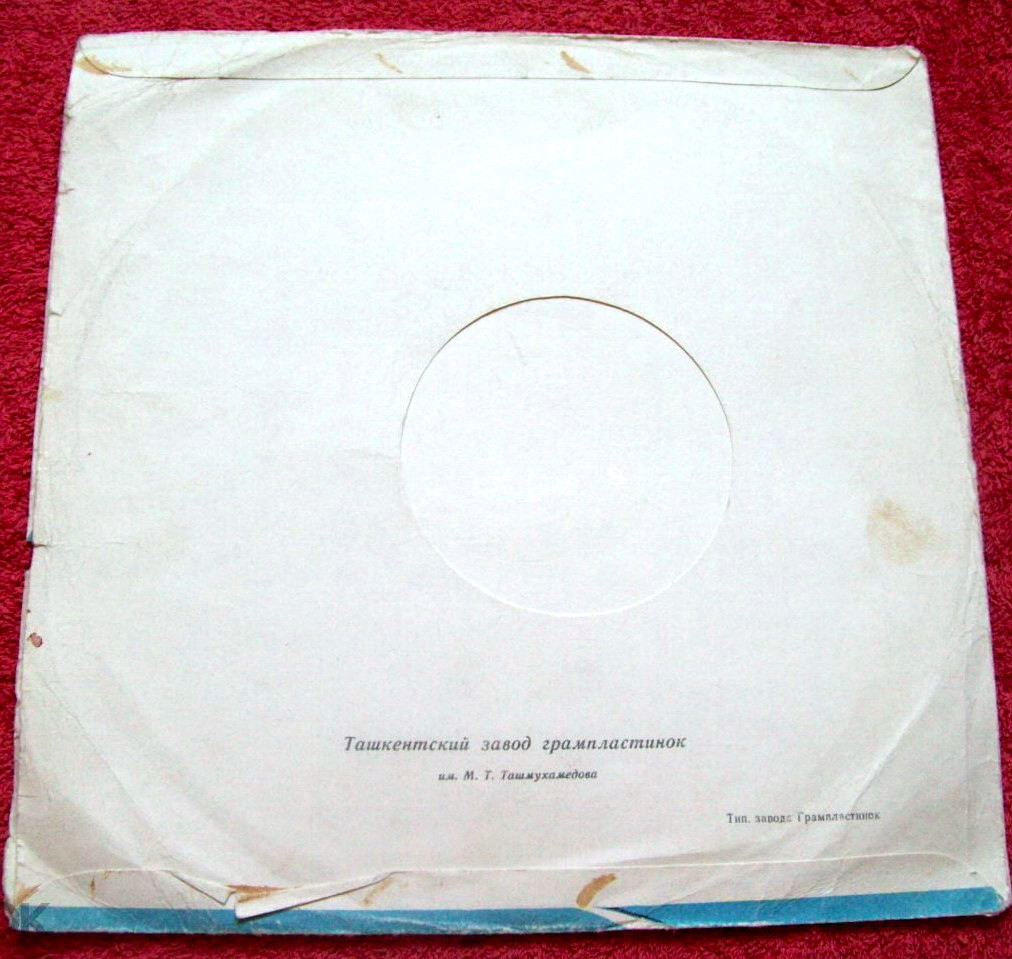 Ташкентский завод грампластинок
им. М. Т. Ташмухамедова
Тип. завода Грампластинок
K